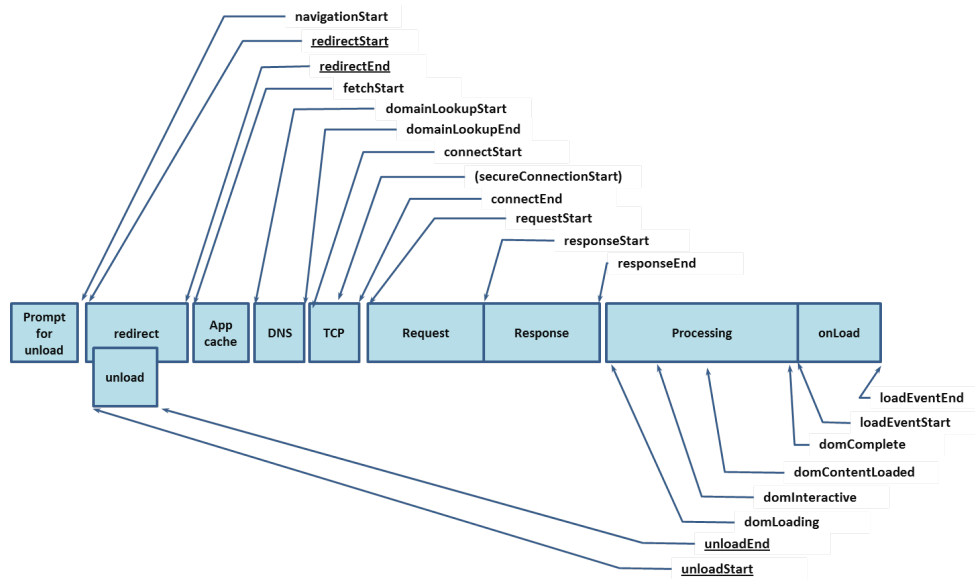 navigationStart
redirectStart
redirectEnd
fetchStart
domainLookupStart
domainLookupEnd
connectStart
(secureConnectionStart)
connectEnd
requestStart
responseStart
responseEnd
Prompt
for
unload
redirect
unload
App
cache
DNS
TCP
Request
Response
Processing
onLoad
loadEventEnd
loadEventStart
domComplete
domContentLoaded
domInteractive
domLoading
unloadEnd
unloadStart